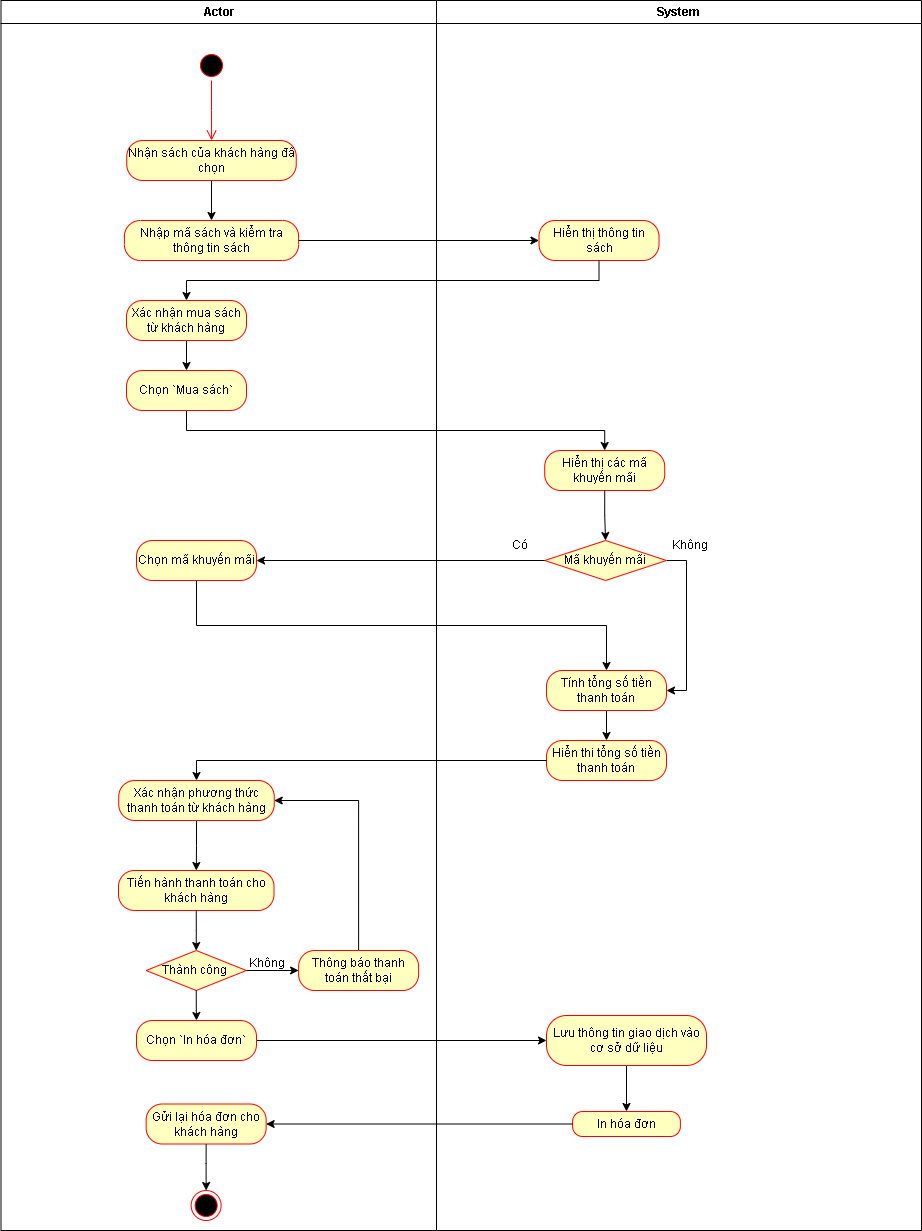 Actor
System
Nhận sách của khách hàng đã
chọn
Nhập mã sách và kiểm tra
thông tin sách
Hiển thị thông tin
sách
Xác nhận mua sách
từ khách hàng
Chọn `Mua sách`
Hiển thị các mã
khuyến mãi
Có
Không
Chọn mã khuyến mãi
Mã khuyến mãi
Tính tổng số tiền
thanh toán
Hiển thi tổng số tiền
thanh toán
Xác nhận phương thức
thanh toán từ khách hàng
Tiến hành thanh toán cho
khách hàng
Thành công
Không
Thông báo thanh
toán thất bại
Chọn `In hóa đơn`
Lưu thông tin giao dịch vào
cơ sở dữ liệu
Gửi lại hóa đơn cho
khách hàng
In hóa đơn